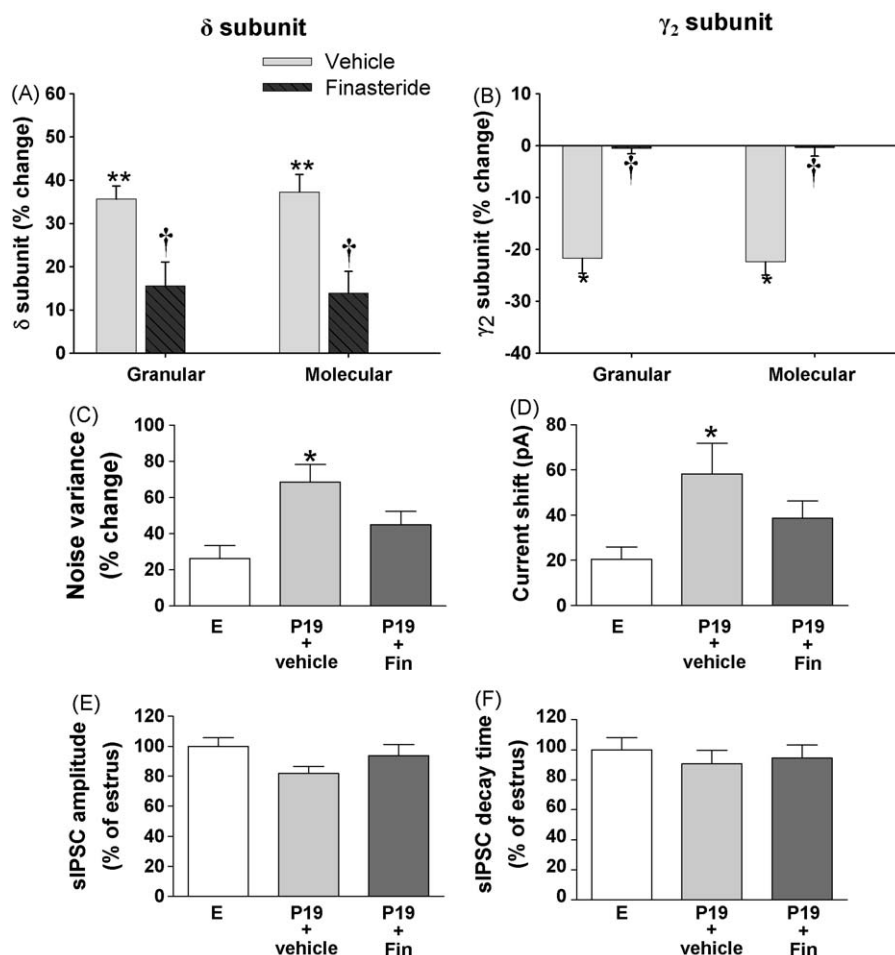 δ subunit
γ₂ subunit
Vehicle
Finasteride
(A)
δ subunit (% change)
60
50
40
30
20
10
0
**
†
**
†
Granular
Molecular
(B)
γ2 subunit (% change)
10
0
-10
-20
-30
-40
*
†
*
†
Granular
Molecular
(C)
Noise variance
(% change)
100
80
60
40
20
0
*
E
P19
+
vehicle
P19
+
Fin
(D)
Current shift (pA)
80
60
40
20
0
*
E
P19
+
vehicle
P19
+
Fin
(E)
sIPSC amplitude
(% of estrus)
120
100
80
60
40
20
0
E
P19
+
vehicle
P19
+
Fin
(F)
sIPSC decay time
(% of estrus)
120
100
80
60
40
20
0
E
P19
+
vehicle
P19
+
Fin